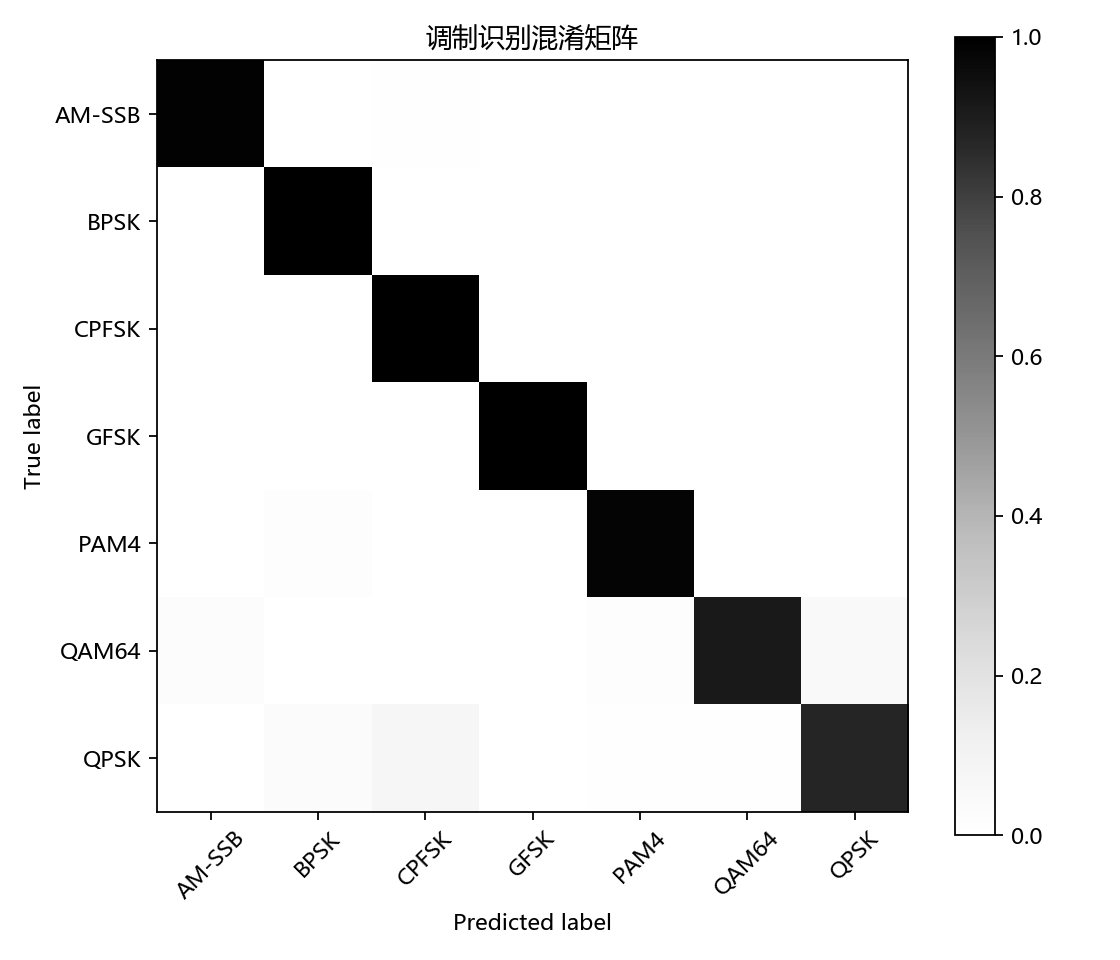 调制识别混淆矩阵
True label
AM-SSB
BPSK
CPFSK
GFSK
PAM4
QAM64
QPSK
AM-SSB
BPSK
CPFSK
GFSK
PAM4
QAM64
QPSK
Predicted label
1.0
0.8
0.6
0.4
0.2
0.0